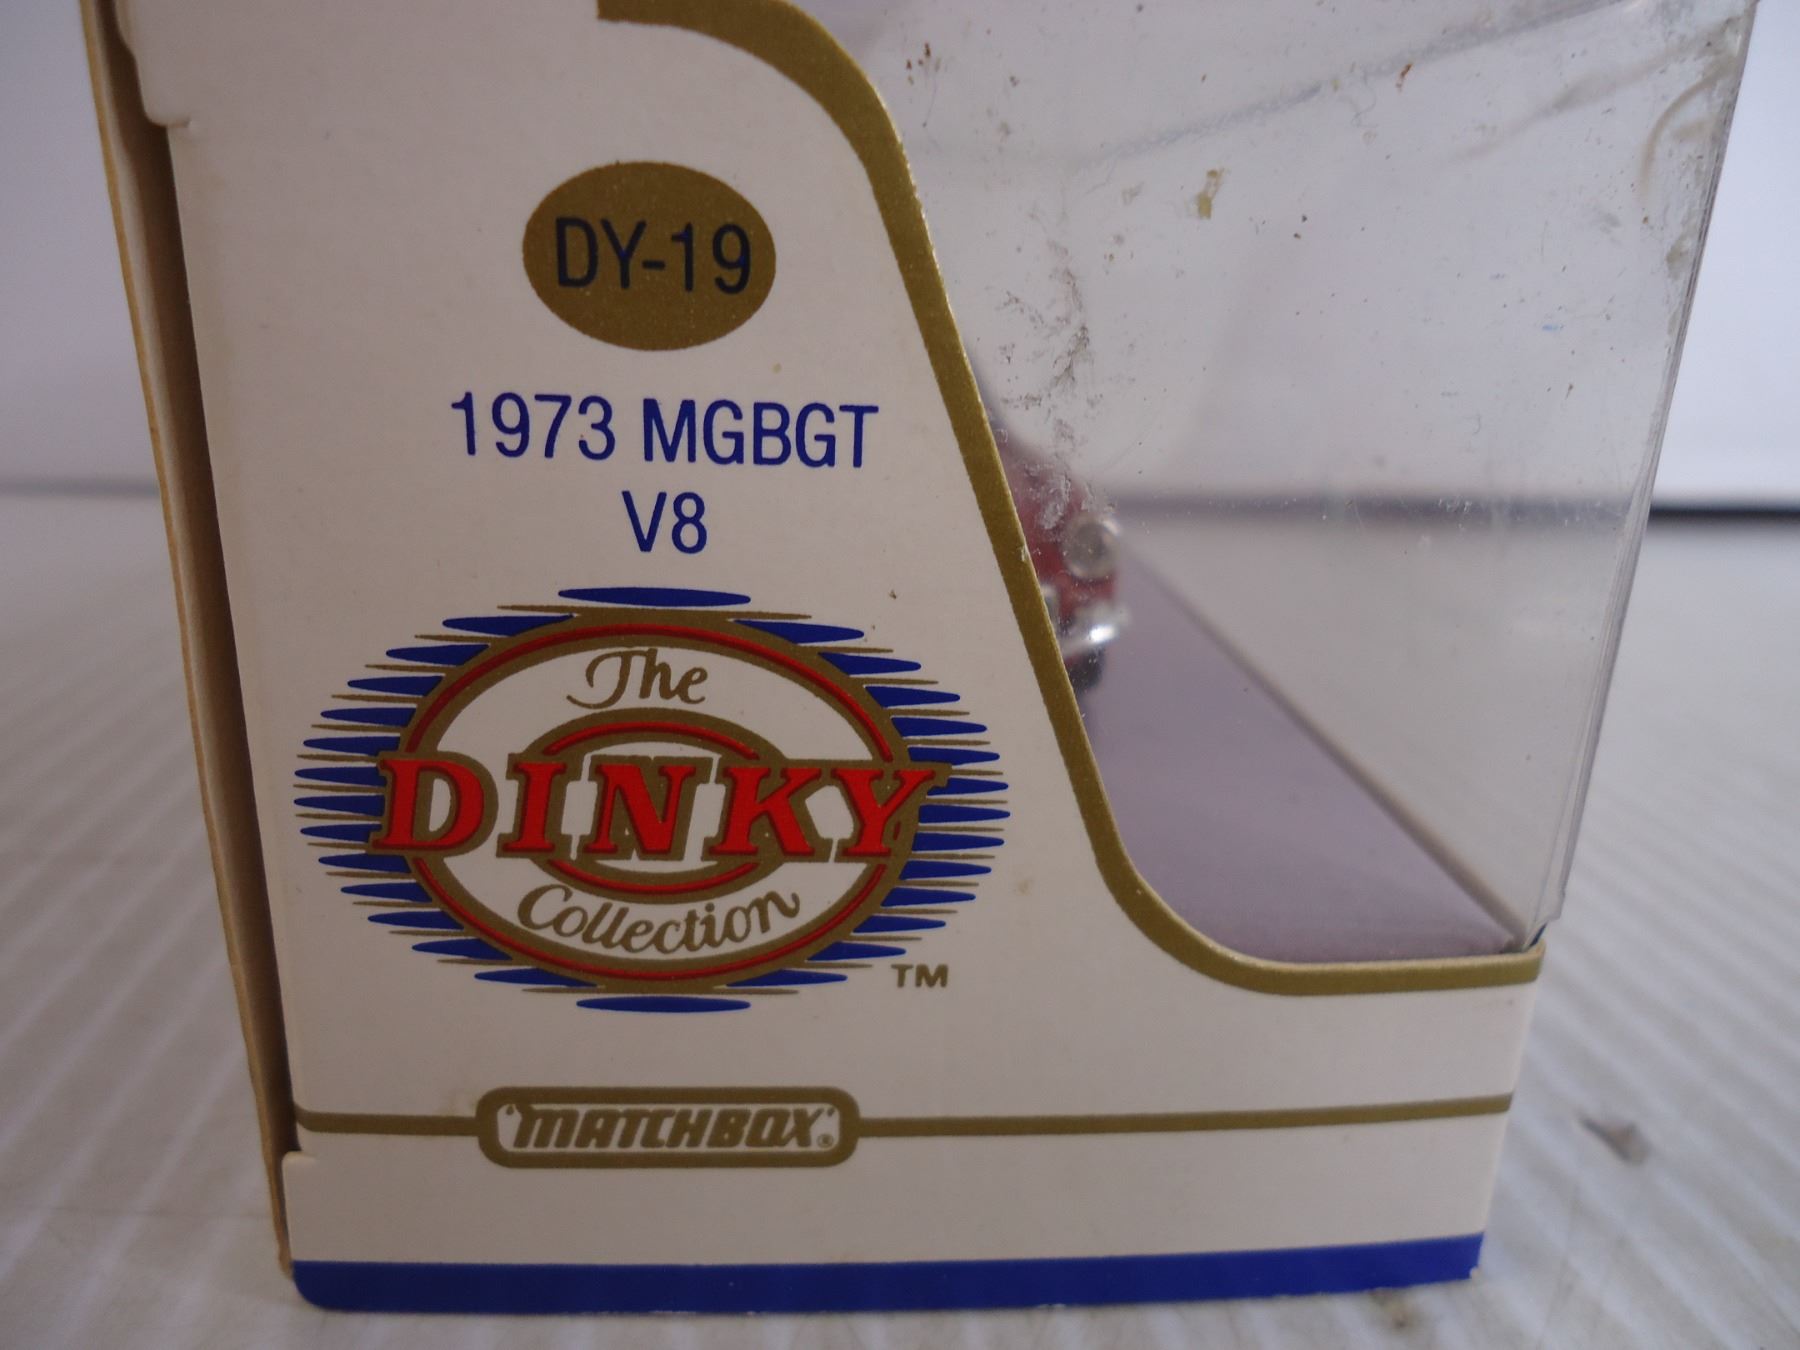 DY-19
1973 MGBGT
V8
The
DINKY
Collection
TM
'MATCHBOX'®